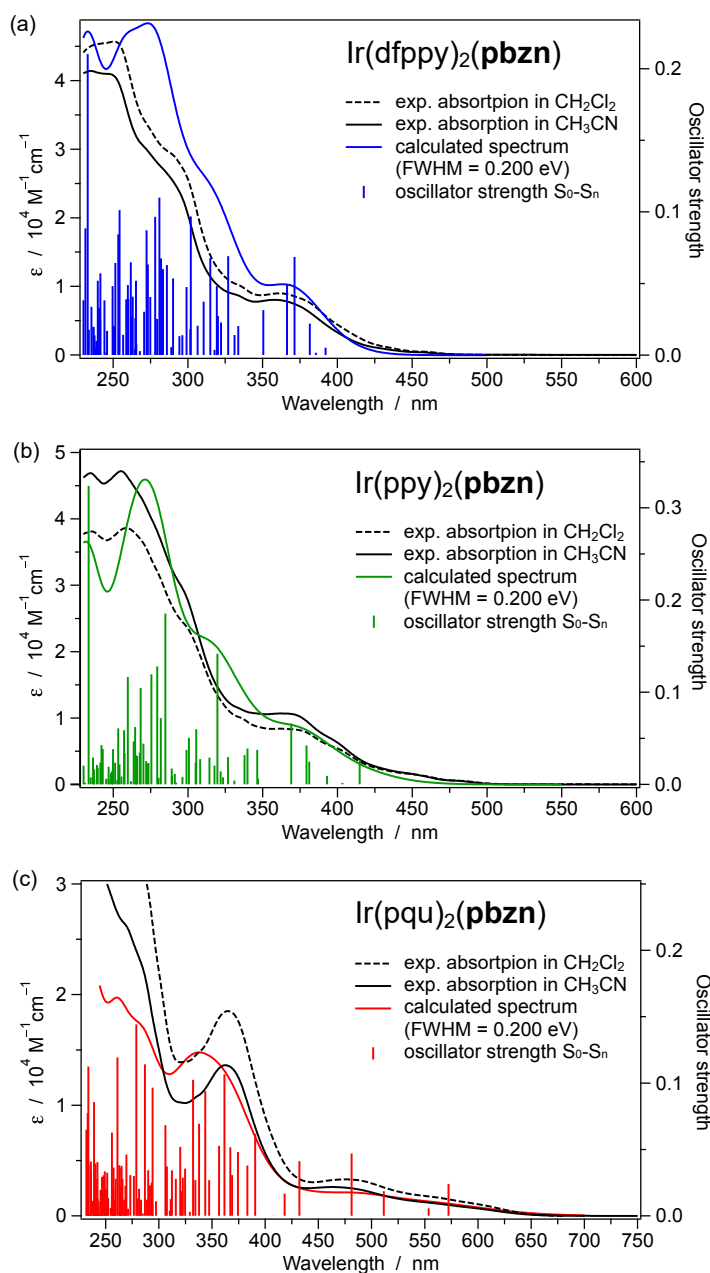 (a)
Ir(dfppy)₂(pbzn)
exp. absortpion in CH₂Cl₂
exp. absorption in CH₃CN
calculated spectrum
(FWHM = 0.200 eV)
oscillator strength S₀-Sₙ
ε / 10⁴ M⁻¹cm⁻¹
4
3
2
1
0
Oscillator strength
0.2
0.1
0.0
250 300 350 400 450 500 550 600
Wavelength / nm
(b)
Ir(ppy)₂(pbzn)
exp. absortpion in CH₂Cl₂
exp. absorption in CH₃CN
calculated spectrum
(FWHM = 0.200 eV)
oscillator strength S₀-Sₙ
ε / 10⁴ M⁻¹cm⁻¹
5
4
3
2
1
0
Oscillator strength
0.3
0.2
0.1
0.0
250 300 350 400 450 500 550 600
Wavelength / nm
(c)
Ir(pqu)₂(pbzn)
exp. absortpion in CH₂Cl₂
exp. absorption in CH₃CN
calculated spectrum
(FWHM = 0.200 eV)
oscillator strength S₀-Sₙ
ε / 10⁴ M⁻¹cm⁻¹
3
2
1
0
Oscillator strength
0.2
0.1
0.0
250 300 350 400 450 500 550 600 650 700 750
Wavelength / nm